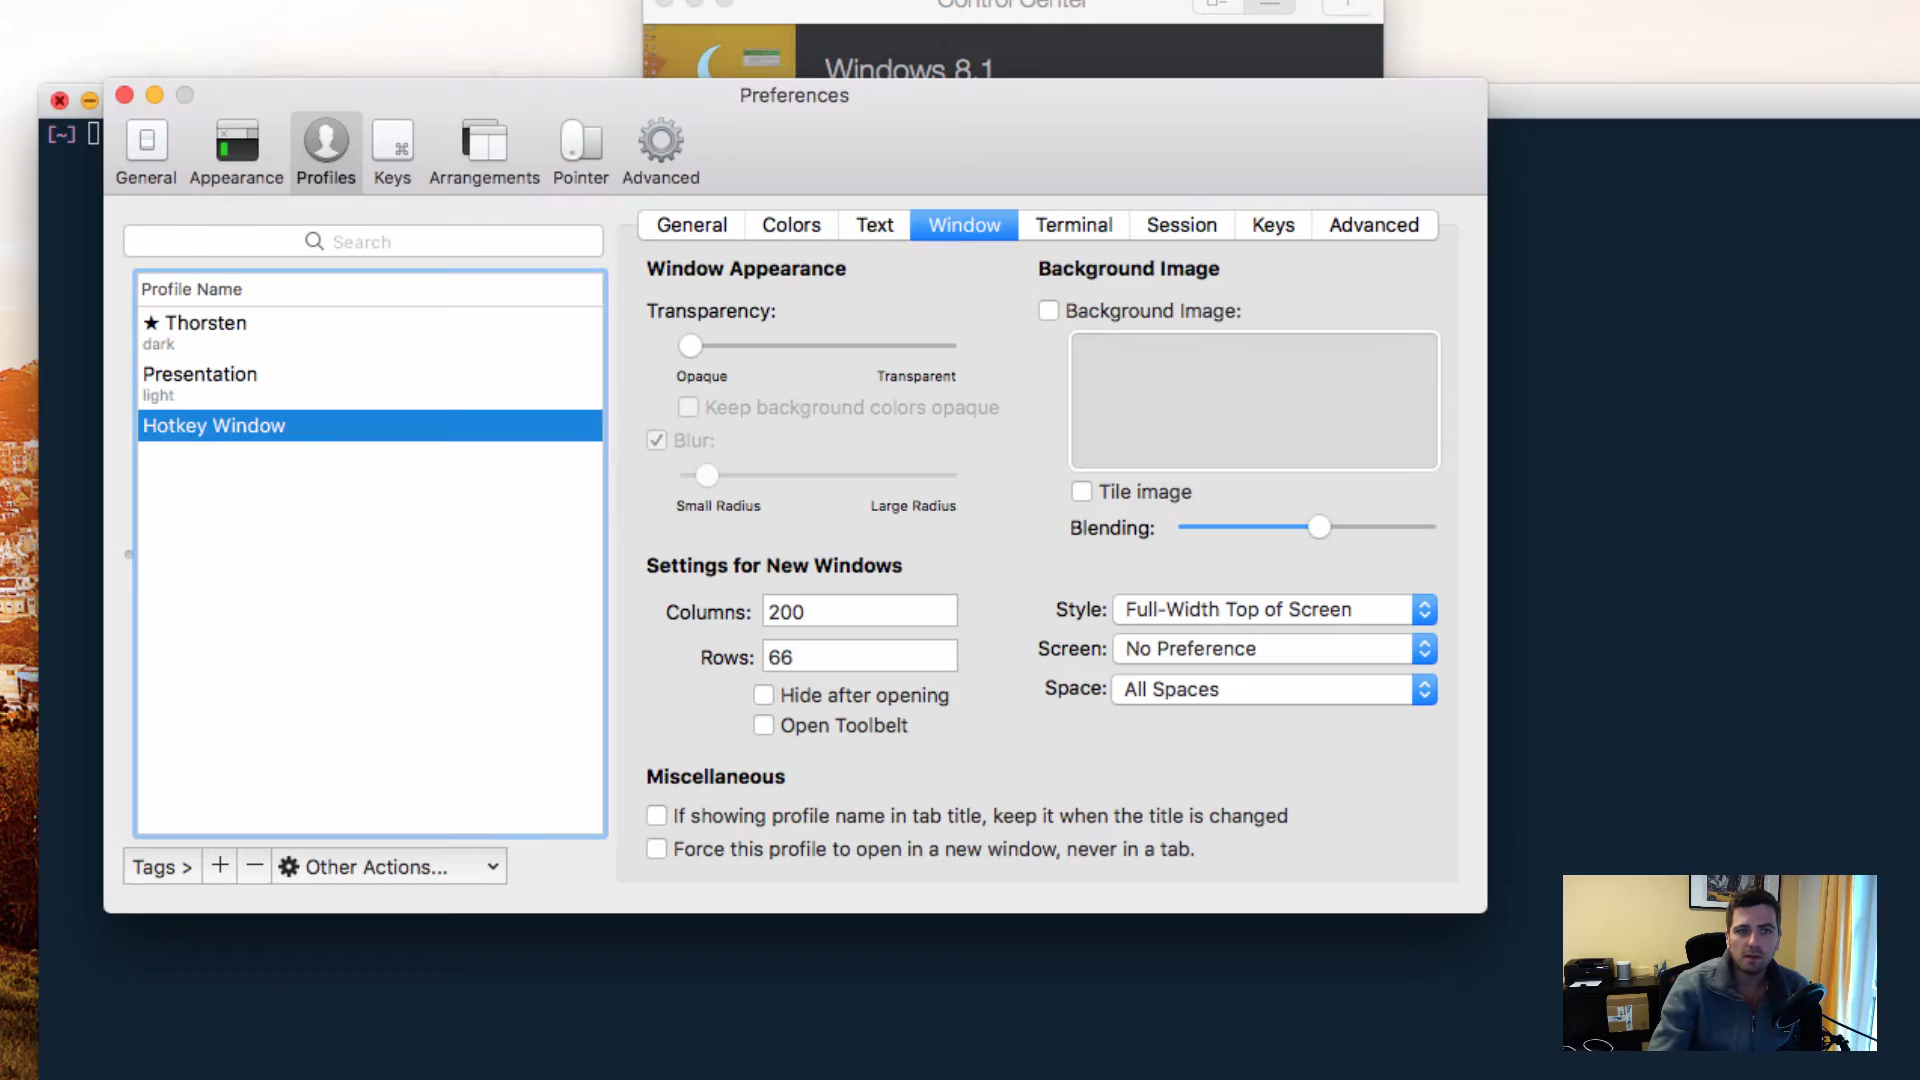 Control Center
Windows 8.1
Preferences
[~]
General
Appearance
Profiles
Keys
Arrangements
Pointer
Advanced
Search
General
Colors
Text
Window
Terminal
Session
Keys
Advanced
Profile Name
★ Thorsten
dark
Presentation
light
Hotkey Window
Tags >
+
−
Other Actions...
Window Appearance
Transparency:
Opaque
Transparent
Keep background colors opaque
Blur:
Small Radius
Large Radius
Background Image
Background Image:
Tile image
Blending:
Settings for New Windows
Columns: 200
Rows: 66
Hide after opening
Open Toolbelt
Style: Full-Width Top of Screen
Screen: No Preference
Space: All Spaces
Miscellaneous
If showing profile name in tab title, keep it when the title is changed
Force this profile to open in a new window, never in a tab.